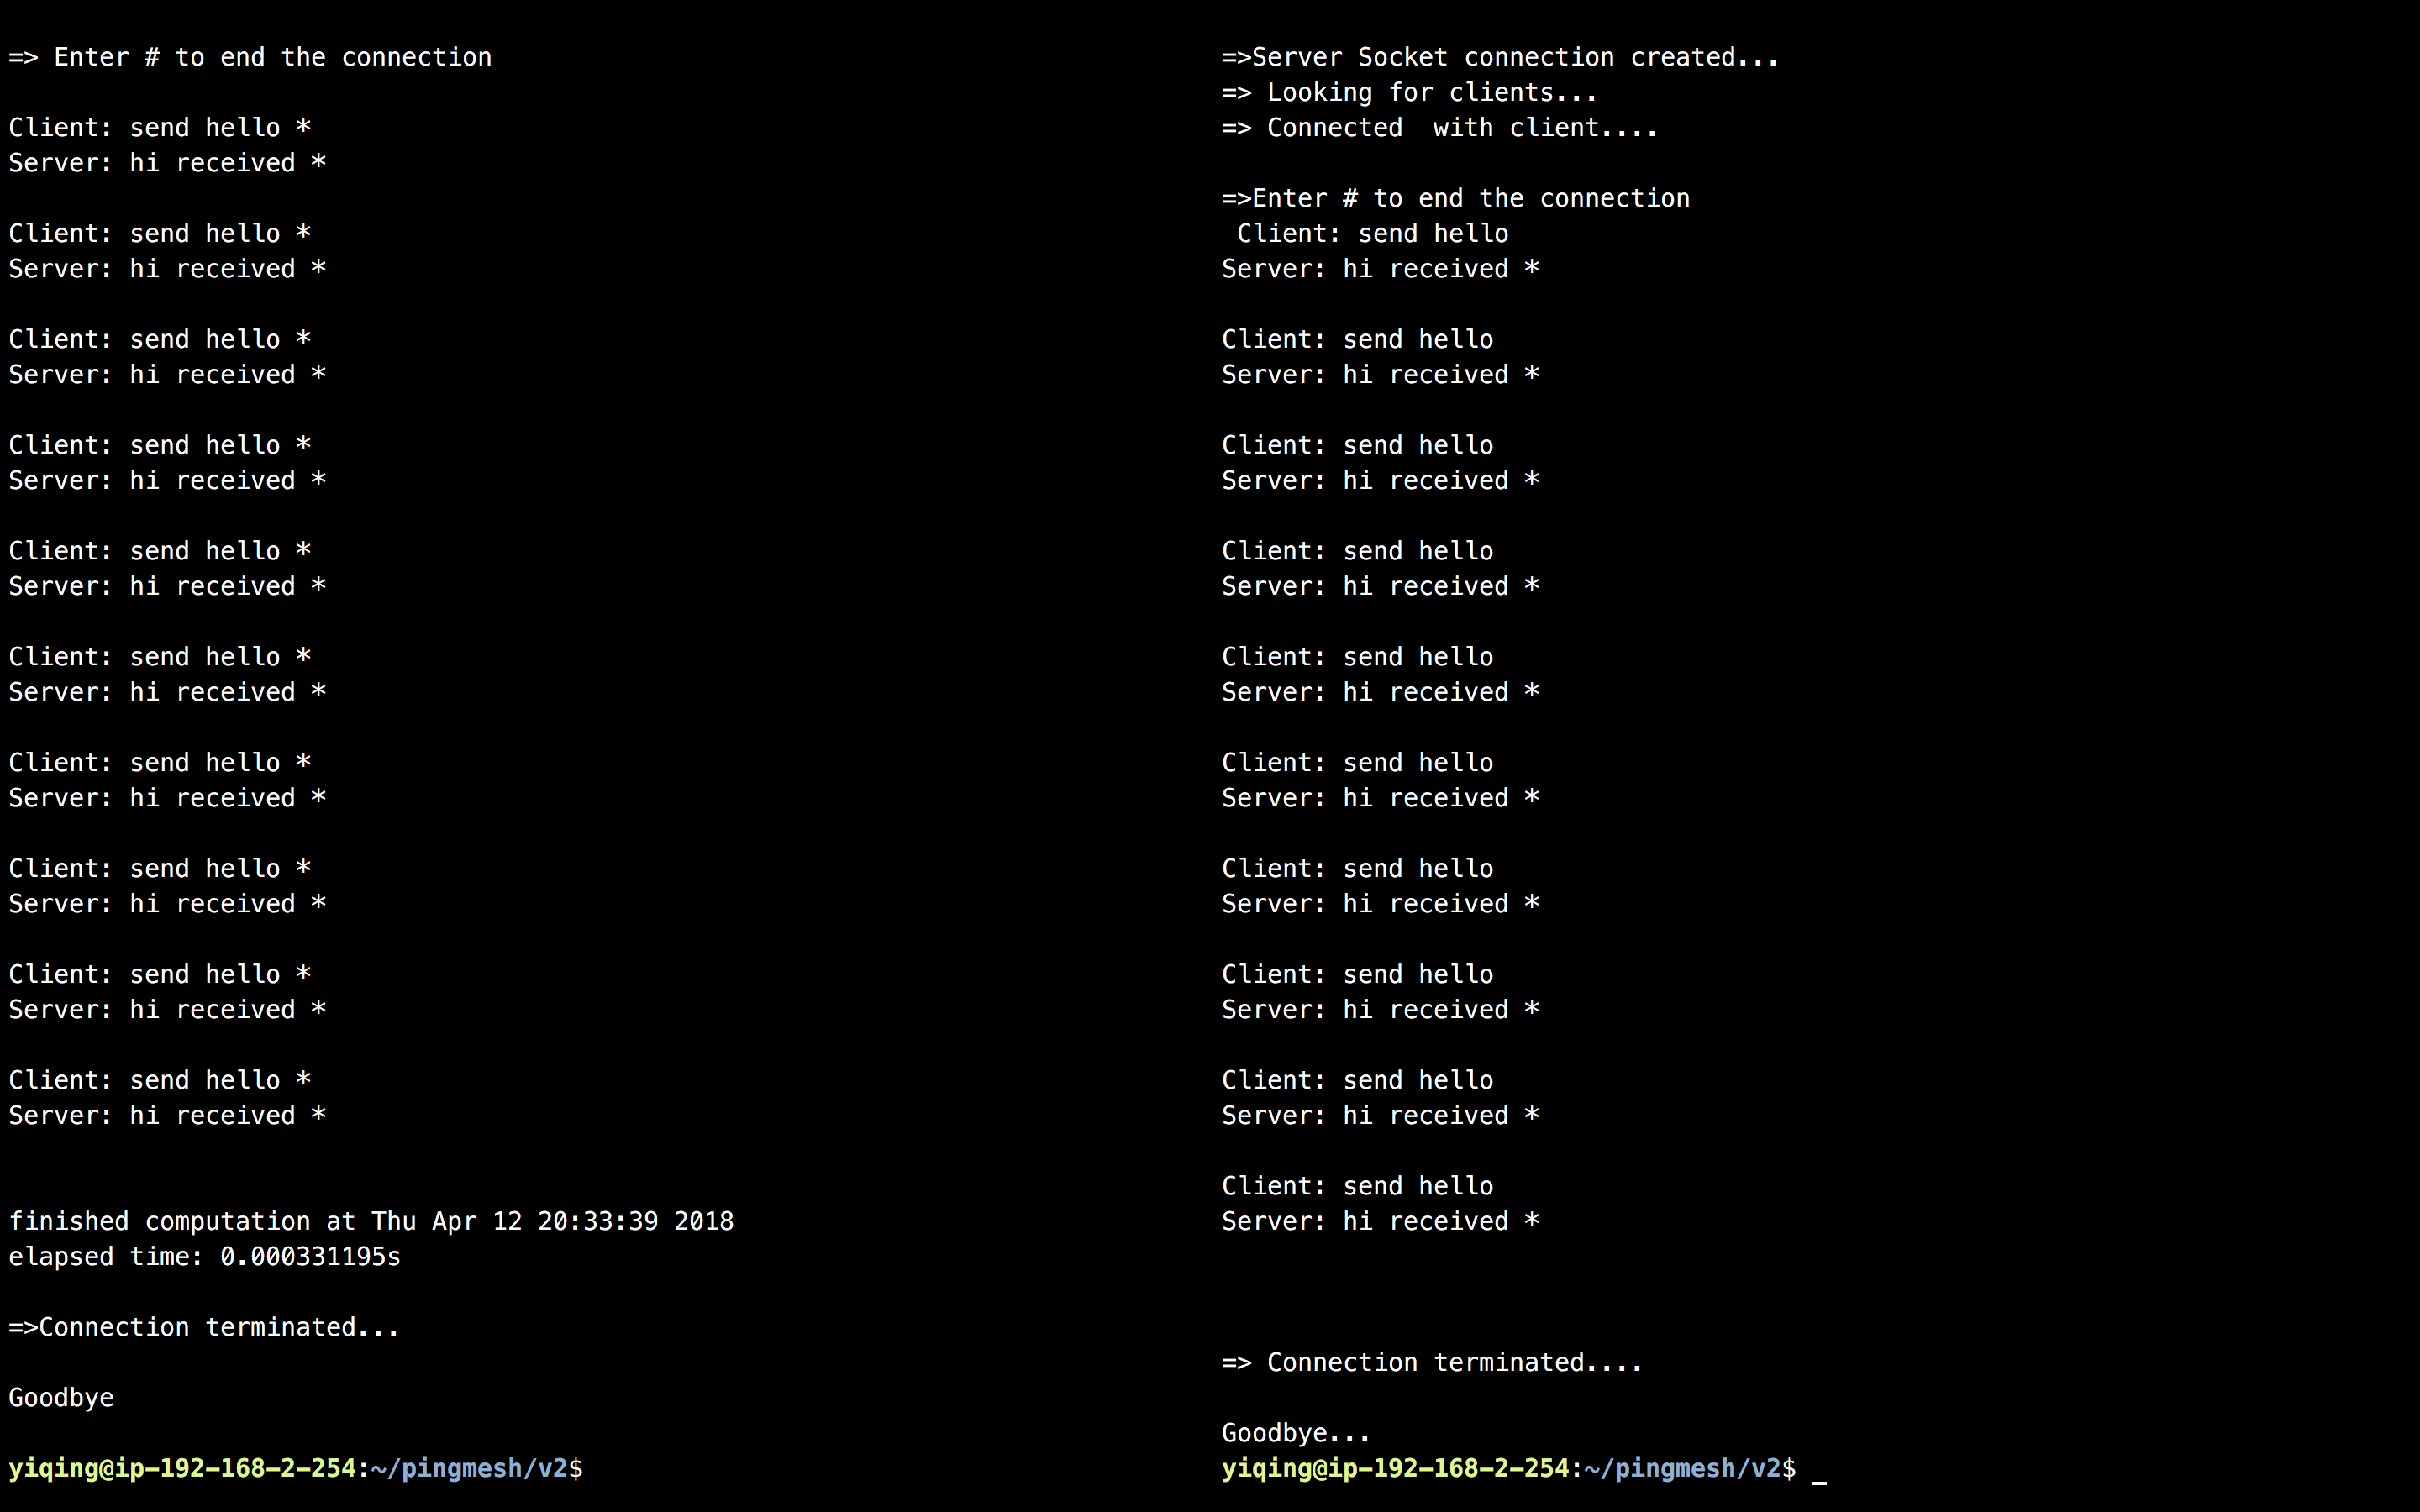 => Enter # to end the connection
Client: send hello *
Server: hi received *
Client: send hello *
Server: hi received *
Client: send hello *
Server: hi received *
Client: send hello *
Server: hi received *
Client: send hello *
Server: hi received *
Client: send hello *
Server: hi received *
Client: send hello *
Server: hi received *
Client: send hello *
Server: hi received *
Client: send hello *
Server: hi received *
Client: send hello *
Server: hi received *
finished computation at Thu Apr 12 20:33:39 2018
elapsed time: 0.000331195s
=>Connection terminated...
Goodbye
yiqing@ip-192-168-2-254:~/pingmesh/v2$
=>Server Socket connection created...
=> Looking for clients...
=> Connected  with client....
=>Enter # to end the connection
 Client: send hello
Server: hi received *
Client: send hello
Server: hi received *
Client: send hello
Server: hi received *
Client: send hello
Server: hi received *
Client: send hello
Server: hi received *
Client: send hello
Server: hi received *
Client: send hello
Server: hi received *
Client: send hello
Server: hi received *
Client: send hello
Server: hi received *
Client: send hello
Server: hi received *
=> Connection terminated....
Goodbye...
yiqing@ip-192-168-2-254:~/pingmesh/v2$ _